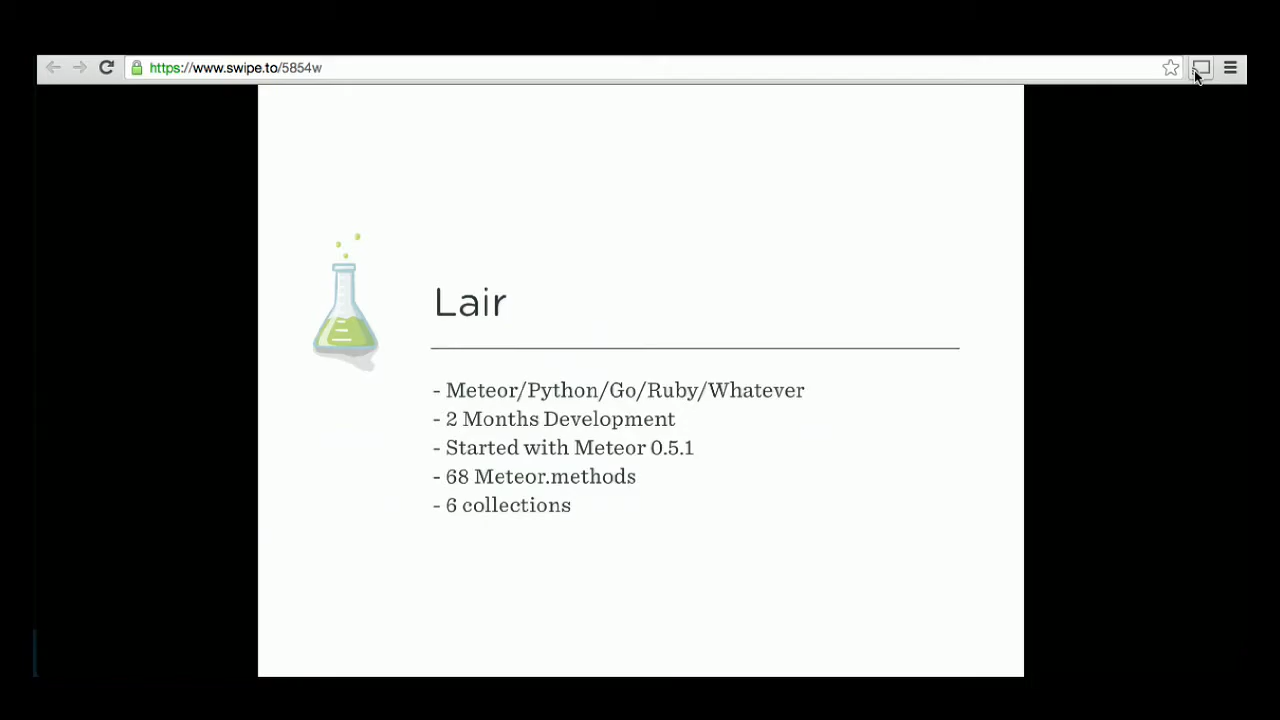 https://www.swipe.to/5854w
Lair
- Meteor/Python/Go/Ruby/Whatever
- 2 Months Development
- Started with Meteor 0.5.1
- 68 Meteor.methods
- 6 collections